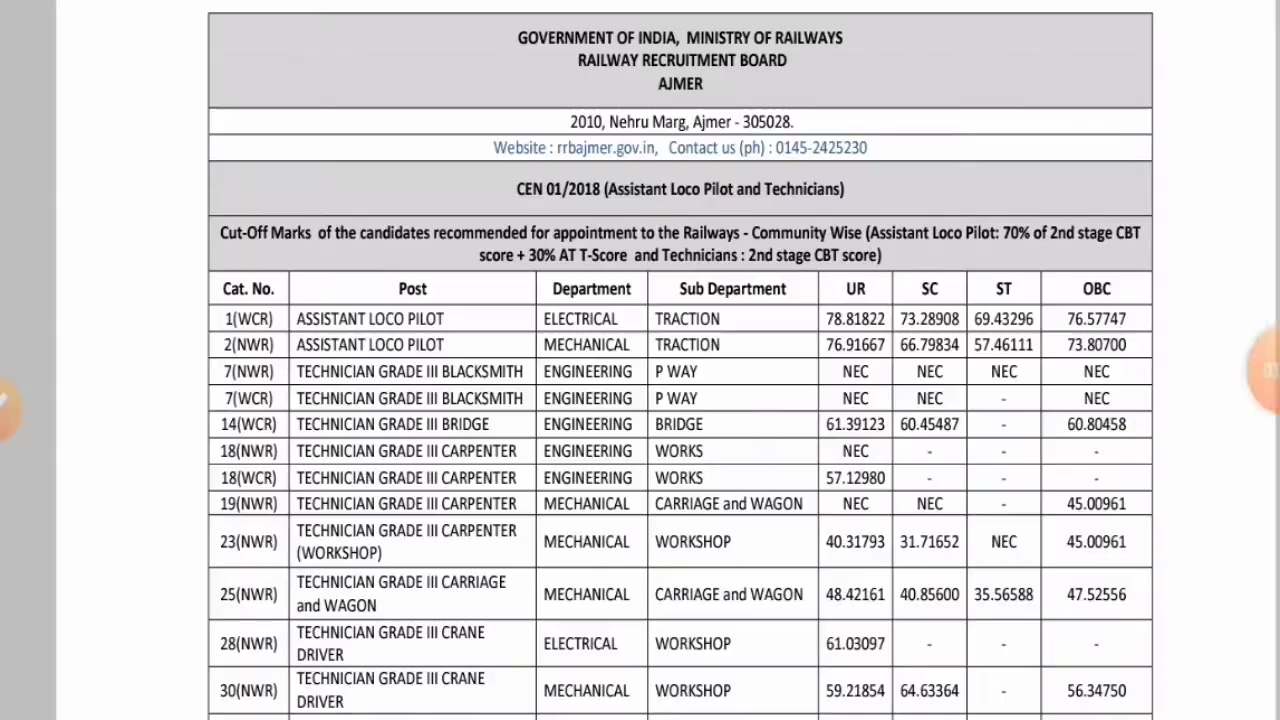 GOVERNMENT OF INDIA, MINISTRY OF RAILWAYS
RAILWAY RECRUITMENT BOARD
AJMER
2010, Nehru Marg, Ajmer - 305028.
Website : rrbajmer.gov.in, Contact us (ph) : 0145-2425230
CEN 01/2018 (Assistant Loco Pilot and Technicians)
Cut-Off Marks of the candidates recommended for appointment to the Railways - Community Wise (Assistant Loco Pilot: 70% of 2nd stage CBT
score + 30% AT T-Score and Technicians : 2nd stage CBT score)
Cat. No. Post Department Sub Department UR SC ST OBC
1(WCR) ASSISTANT LOCO PILOT ELECTRICAL TRACTION 78.81822 73.28908 69.43296 76.57747
2(NWR) ASSISTANT LOCO PILOT MECHANICAL TRACTION 76.91667 66.79834 57.46111 73.80700
7(NWR) TECHNICIAN GRADE III BLACKSMITH ENGINEERING P WAY NEC NEC NEC NEC
7(WCR) TECHNICIAN GRADE III BLACKSMITH ENGINEERING P WAY NEC NEC - NEC
14(WCR) TECHNICIAN GRADE III BRIDGE ENGINEERING BRIDGE 61.39123 60.45487 - 60.80458
18(NWR) TECHNICIAN GRADE III CARPENTER ENGINEERING WORKS NEC - - -
18(WCR) TECHNICIAN GRADE III CARPENTER ENGINEERING WORKS 57.12980 - - -
19(NWR) TECHNICIAN GRADE III CARPENTER MECHANICAL CARRIAGE and WAGON NEC NEC - 45.00961
23(NWR) TECHNICIAN GRADE III CARPENTER
(WORKSHOP) MECHANICAL WORKSHOP 40.31793 31.71652 NEC 45.00961
25(NWR) TECHNICIAN GRADE III CARRIAGE
and WAGON MECHANICAL CARRIAGE and WAGON 48.42161 40.85600 35.56588 47.52556
28(NWR) TECHNICIAN GRADE III CRANE
DRIVER ELECTRICAL WORKSHOP 61.03097 - - -
30(NWR) TECHNICIAN GRADE III CRANE
DRIVER MECHANICAL WORKSHOP 59.21854 64.63364 - 56.34750